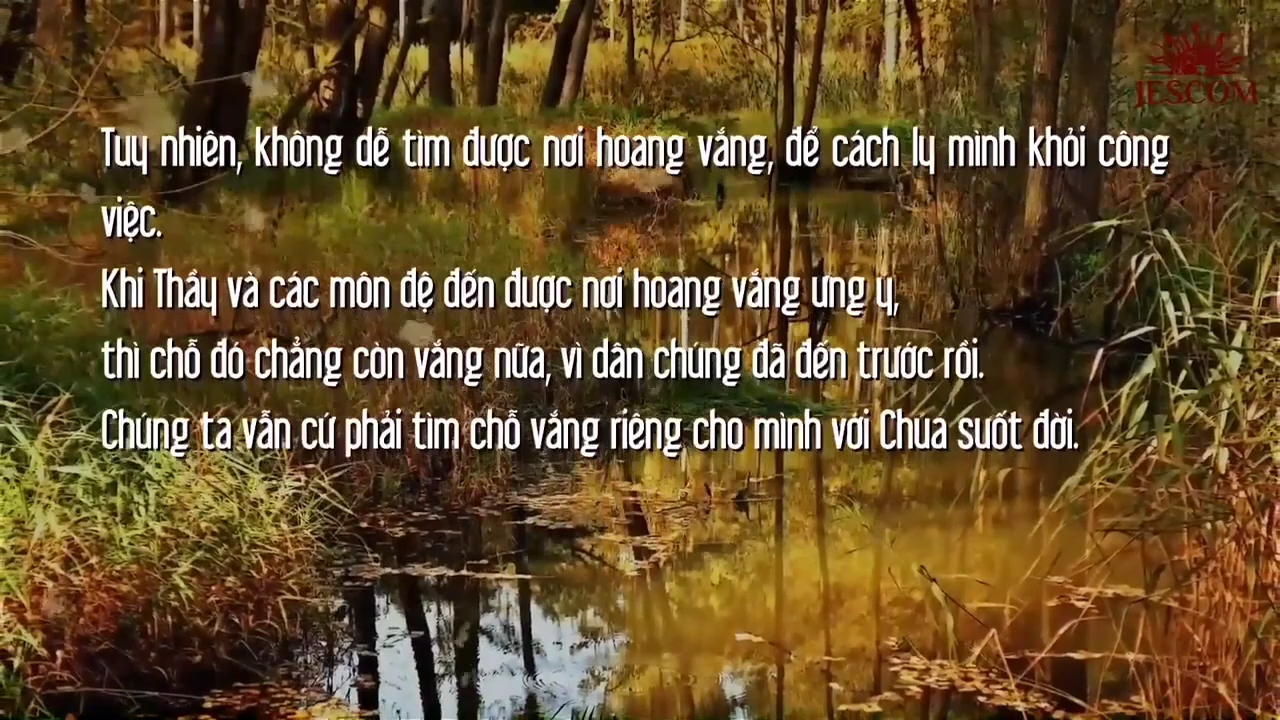 JESCOM
Tuy nhiên, không dễ tìm được nơi hoang vắng, để cách ly mình khỏi công
việc.
Khi Thầy và các môn đệ đến được nơi hoang vắng ưng y,
thì chỗ đó chẳng còn vắng nữa, vì dân chúng đã đến trước rồi.
Chúng ta vẫn cứ phải tìm chỗ vắng riêng cho mình với Chua suốt đời.